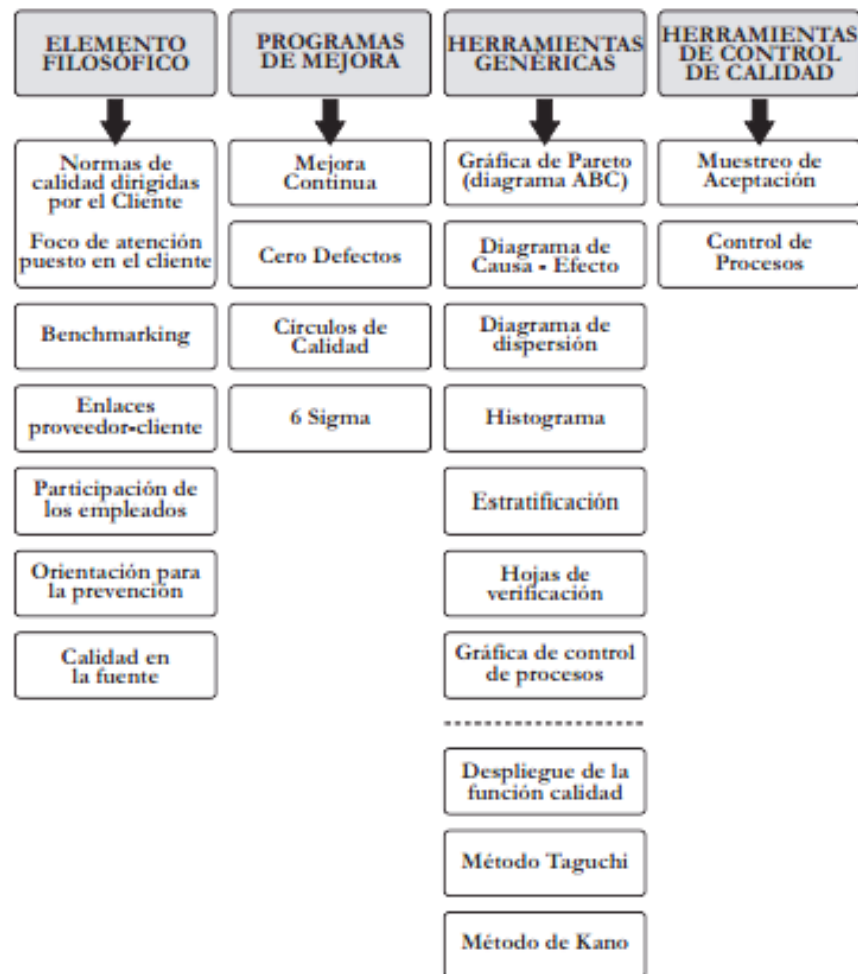 ELEMENTO
FILOSÓFICO
Normas de
calidad dirigidas
por el Cliente
Foco de atención
puesto en el cliente
Benchmarking
Enlaces
proveedor-cliente
Participación de
los empleados
Orientación para
la prevención
Calidad en
la fuente
PROGRAMAS
DE MEJORA
Mejora
Continua
Cero Defectos
Círculos de
Calidad
6 Sigma
HERRAMIENTAS
GENÉRICAS
Gráfica de Pareto
(diagrama ABC)
Diagrama de
Causa - Efecto
Diagrama de
dispersión
Histograma
Estratificación
Hojas de
verificación
Gráfica de control
de procesos
Despliegue de la
función calidad
Método Taguchi
Método de Kano
HERRAMIENTAS
DE CONTROL
DE CALIDAD
Muestreo de
Aceptación
Control de
Procesos